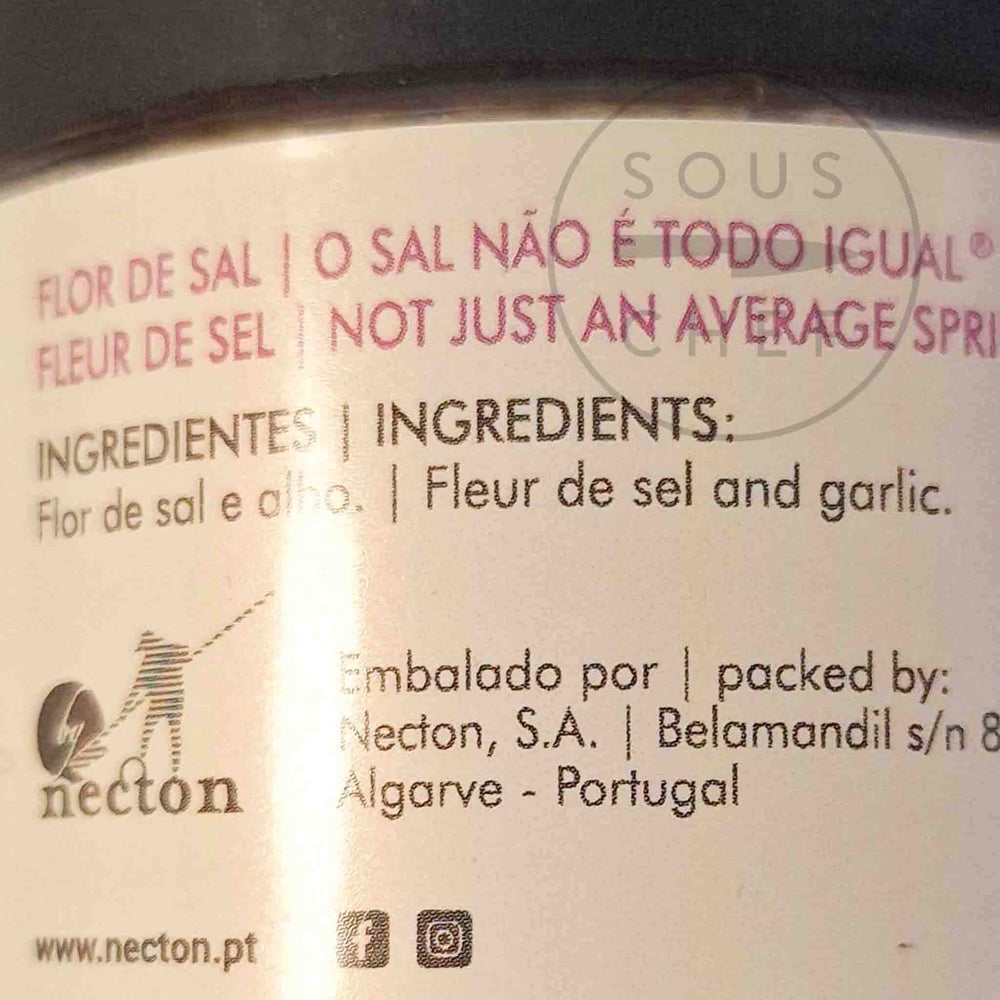 SOUS
CHEF
FLOR DE SAL | O SAL NÃO É TODO IGUAL®
FLEUR DE SEL | NOT JUST AN AVERAGE SPRI
INGREDIENTES | INGREDIENTS:
Flor de sal e alho. | Fleur de sel and garlic.
by
necton
Embalado por | packed by:
Necton, S.A. | Belamandil s/n 8
Algarve - Portugal
www.necton.pt